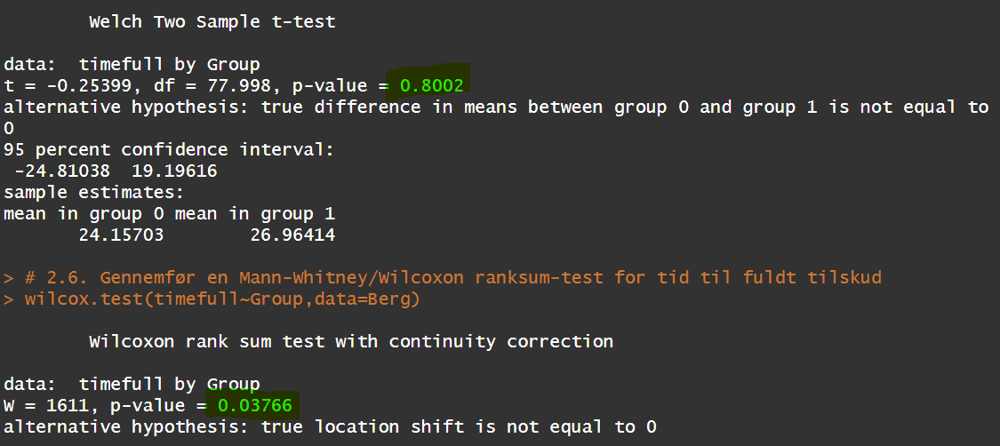 Welch Two Sample t-test
data:  timefull by Group
t = -0.25399, df = 77.998, p-value = 0.8002
alternative hypothesis: true difference in means between group 0 and group 1 is not equal to
0
95 percent confidence interval:
 -24.81038  19.19616
sample estimates:
mean in group 0 mean in group 1
       24.15703        26.96414
> # 2.6. Gennemfør en Mann-Whitney/Wilcoxon ranksum-test for tid til fuldt tilskud
> wilcox.test(timefull~Group,data=Berg)
Wilcoxon rank sum test with continuity correction
data:  timefull by Group
W = 1611, p-value = 0.03766
alternative hypothesis: true location shift is not equal to 0